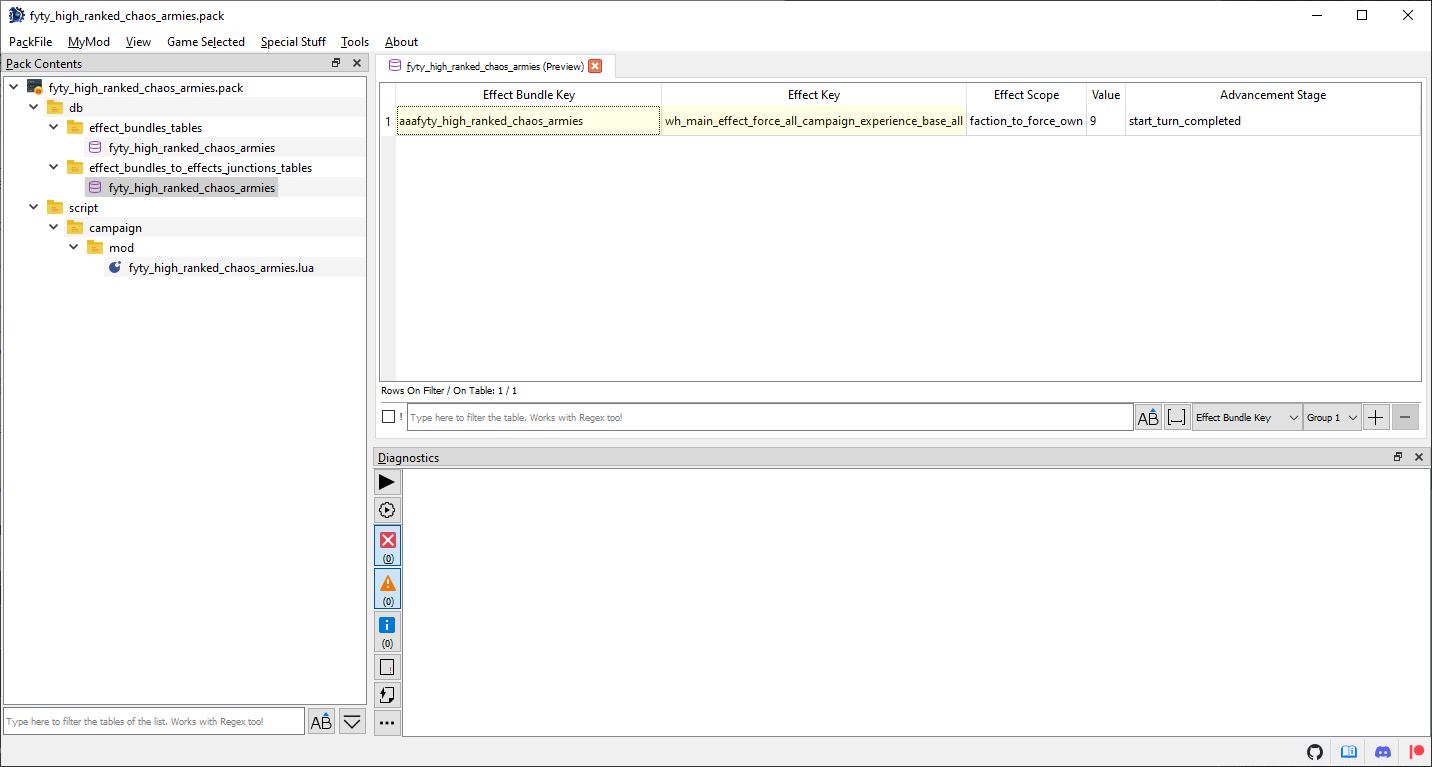 fyty_high_ranked_chaos_armies.pack
PackFile MyMod View Game Selected Special Stuff Tools About
Pack Contents
fyty_high_ranked_chaos_armies.pack
db
effect_bundles_tables
fyty_high_ranked_chaos_armies
effect_bundles_to_effects_junctions_tables
fyty_high_ranked_chaos_armies
script
campaign
mod
fyty_high_ranked_chaos_armies.lua
Type here to filter the tables of the list. Works with Regex too!
AB
fyty_high_ranked_chaos_armies (Preview)
Effect Bundle Key Effect Key Effect Scope Value Advancement Stage
1 aaafyty_high_ranked_chaos_armies wh_main_effect_force_all_campaign_experience_base_all faction_to_force_own 9 start_turn_completed
Rows On Filter / On Table: 1 / 1
! Type here to filter the table. Works with Regex too! AB [...] Effect Bundle Key Group 1
Diagnostics
(0)
(0)
(0)